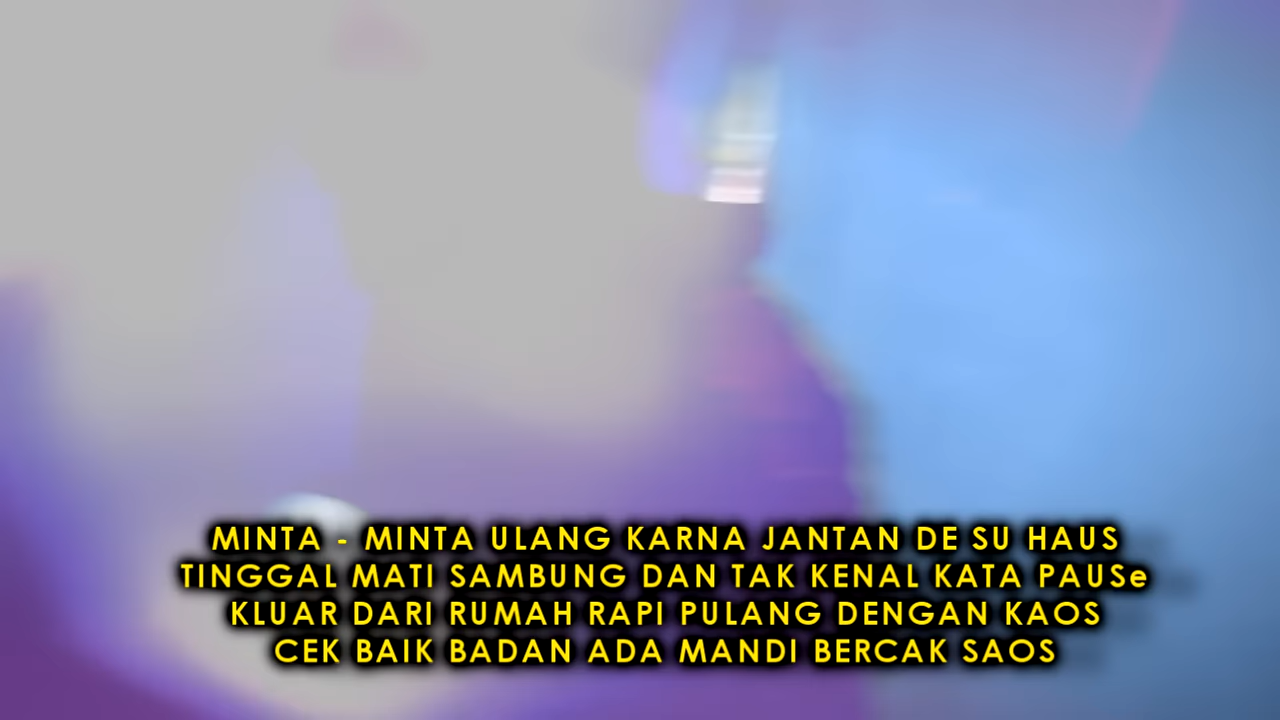 MINTA - MINTA ULANG KARNA JANTAN DE SU HAUS
TINGGAL MATI SAMBUNG DAN TAK KENAL KATA PAUSe
KLUAR DARI RUMAH RAPI PULANG DENGAN KAOS
CEK BAIK BADAN ADA MANDI BERCAK SAOS